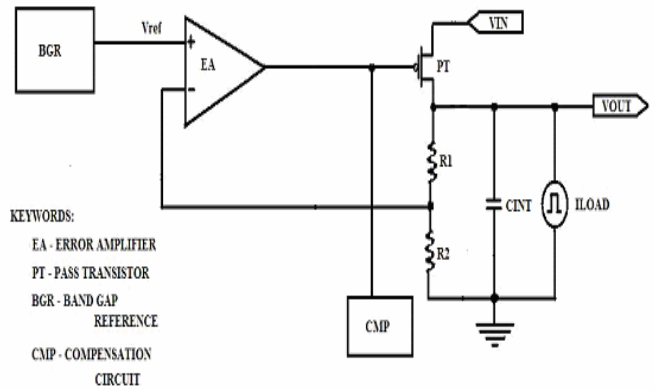 VIN
BGR
Vref
+
EA
-
PT
VOUT
R1
CINT
ILOAD
R2
CMP
KEYWORDS:
EA - ERROR AMPLIFIER
PT - PASS TRANSISTOR
BGR - BAND GAP
REFERENCE
CMP - COMPENSATION
CIRCUIT